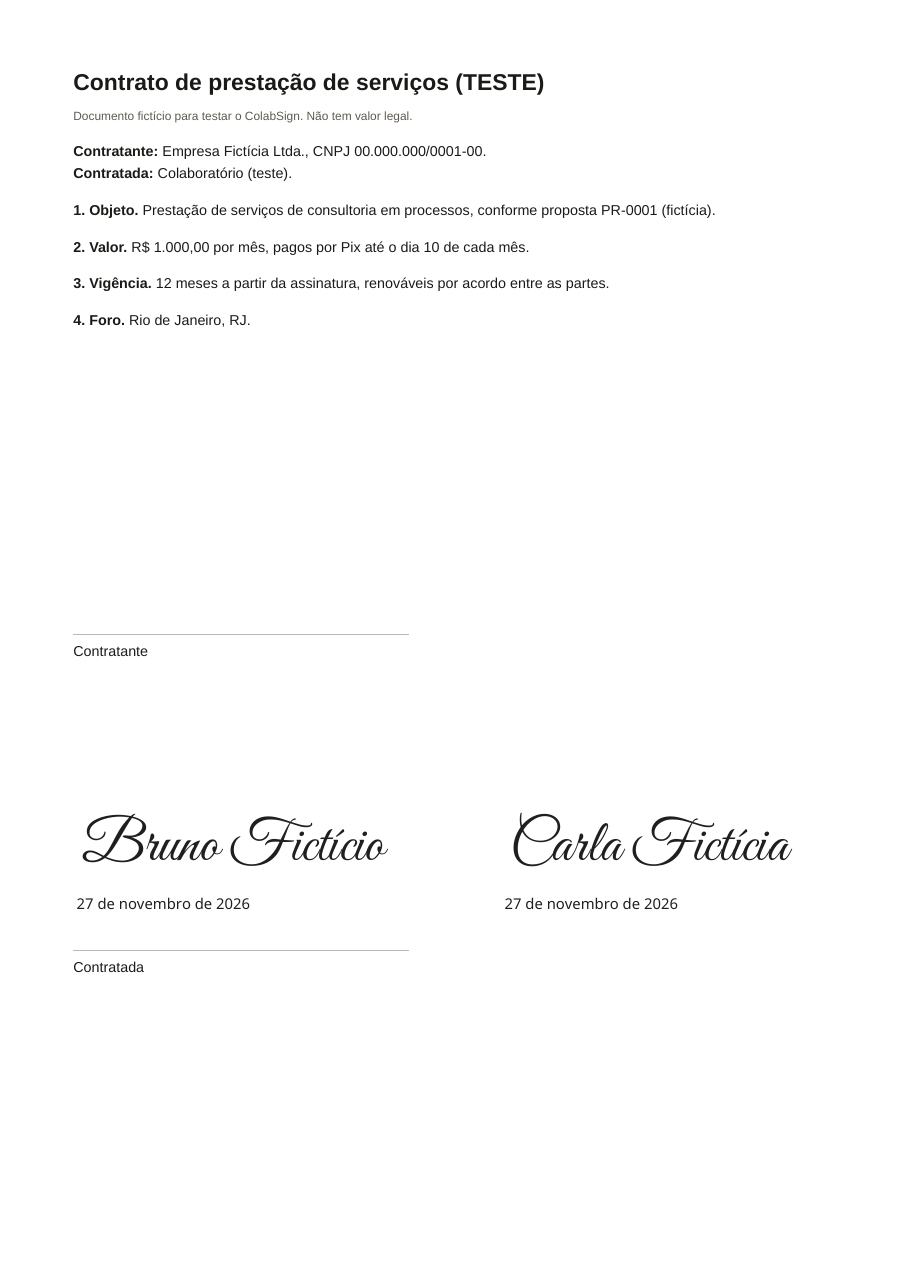 Contrato de prestação de serviços (TESTE)
Documento fictício para testar o ColabSign. Não tem valor legal.
Contratante: Empresa Fictícia Ltda., CNPJ 00.000.000/0001-00.
Contratada: Colaboratório (teste).
1. Objeto. Prestação de serviços de consultoria em processos, conforme proposta PR-0001 (fictícia).
2. Valor. R$ 1.000,00 por mês, pagos por Pix até o dia 10 de cada mês.
3. Vigência. 12 meses a partir da assinatura, renováveis por acordo entre as partes.
4. Foro. Rio de Janeiro, RJ.
Contratante
Bruno Fictício
Carla Fictícia
27 de novembro de 2026
27 de novembro de 2026
Contratada